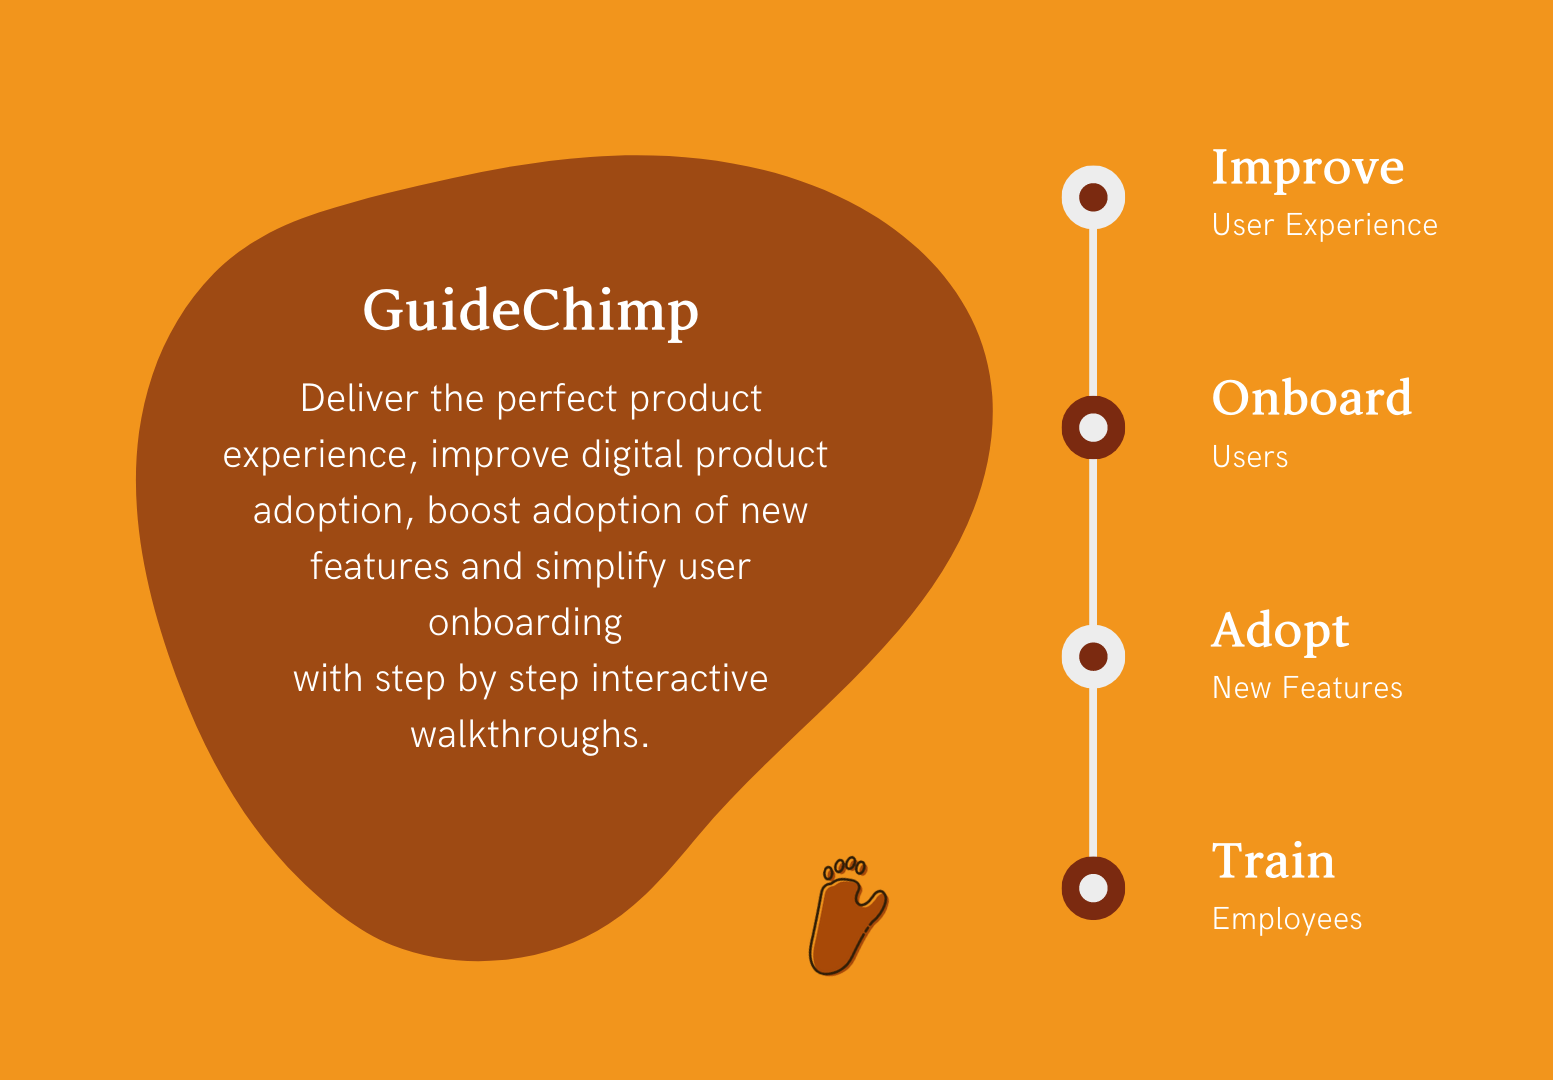 GuideChimp
Deliver the perfect product
experience, improve digital product
adoption, boost adoption of new
features and simplify user
onboarding
with step by step interactive
walkthroughs.
Improve
User Experience
Onboard
Users
Adopt
New Features
Train
Employees